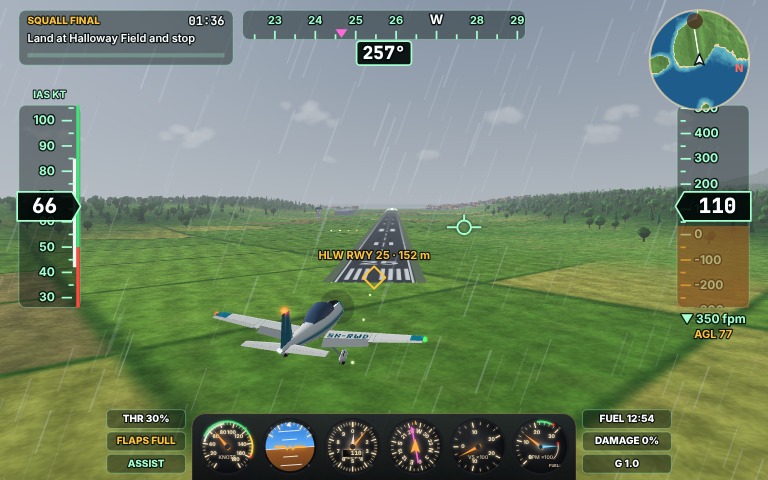 SQUALL FINAL 01:36
Land at Halloway Field and stop
23 24 25 26 W 28 29
257°
N
IAS KT
100
90
80
66
50
40
30
400
300
200
110
0
-100
-200
▼ 350 fpm
AGL 77
HLW RWY 25 · 152 m
THR 30%
FLAPS FULL
ASSIST
FUEL 12:54
DAMAGE 0%
G 1.0